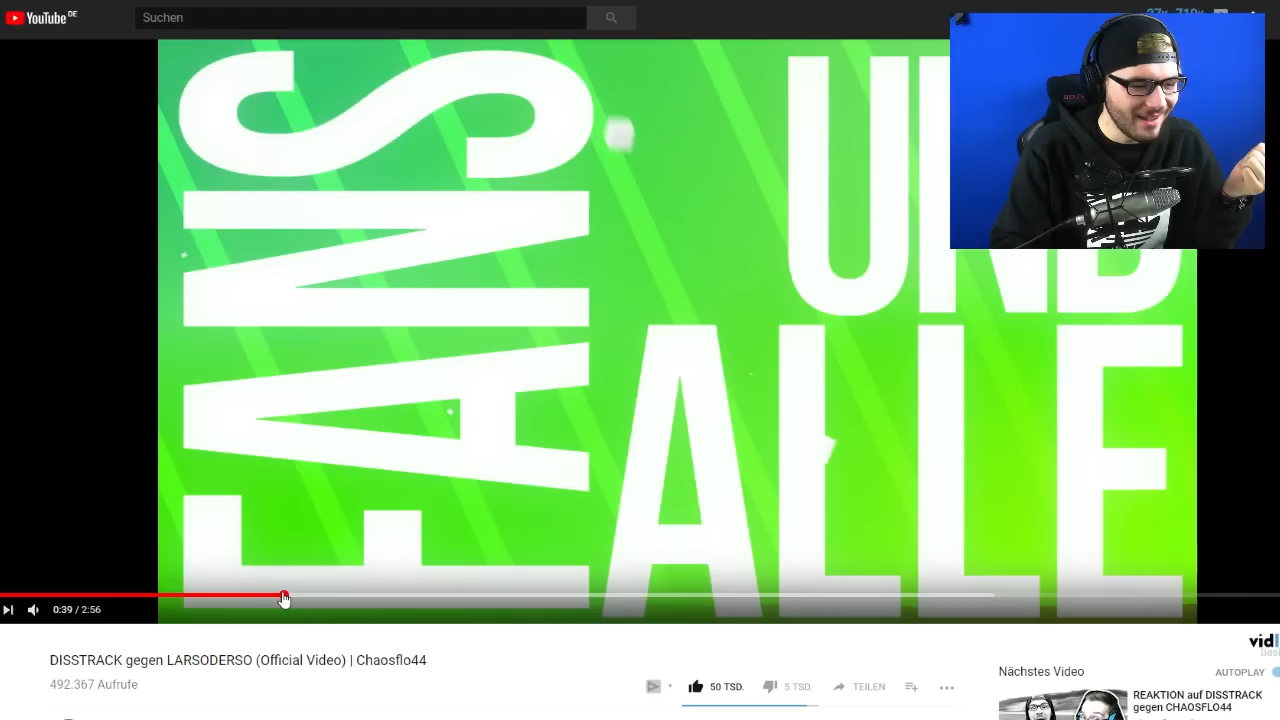 YouTube DE
Suchen
FANS
UND
ALLE
0:39 / 2:56
DISSTRACK gegen LARSODERSO (Official Video) | Chaosflo44
492.367 Aufrufe
50 TSD.
5 TSD.
TEILEN
Nächstes Video
AUTOPLAY
REAKTION auf DISSTRACK
gegen CHAOSFLO44